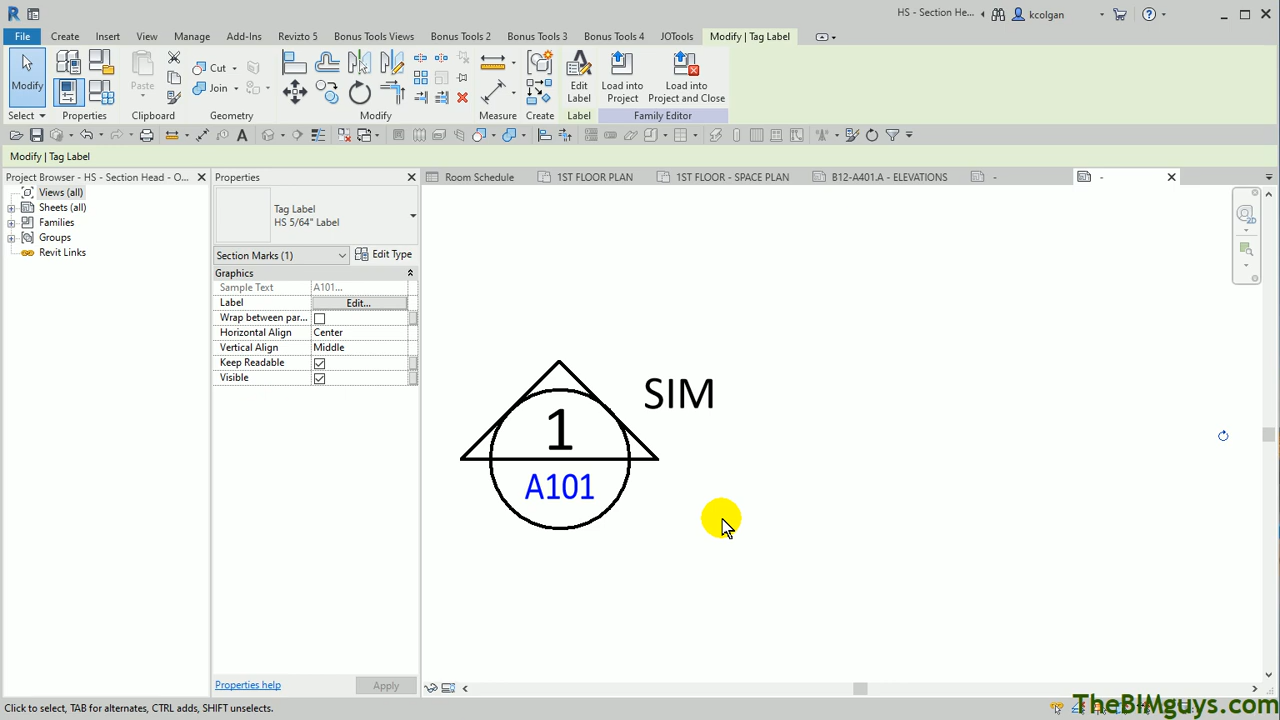 HS - Section He...
kcolgan
File
Create
Insert
View
Manage
Add-Ins
Revizto 5
Bonus Tools Views
Bonus Tools 2
Bonus Tools 3
Bonus Tools 4
JOTools
Modify | Tag Label
Modify
Paste
Cut
Join
Edit
Label
Load into
Project
Load into
Project and Close
Select
Properties
Clipboard
Geometry
Modify
Measure
Create
Label
Family Editor
Modify | Tag Label
Project Browser - HS - Section Head - O...
Views (all)
Sheets (all)
Families
Groups
Revit Links
Properties
Tag Label
HS 5/64" Label
Section Marks (1)
Edit Type
Graphics
Sample Text A101...
Label Edit...
Wrap between par...
Horizontal Align Center
Vertical Align Middle
Keep Readable
Visible
Properties help
Apply
Room Schedule
1ST FLOOR PLAN
1ST FLOOR - SPACE PLAN
B12-A401.A - ELEVATIONS
-
-
2D
SIM
1
A101
Click to select, TAB for alternates, CTRL adds, SHIFT unselects.
TheBIMguys.com